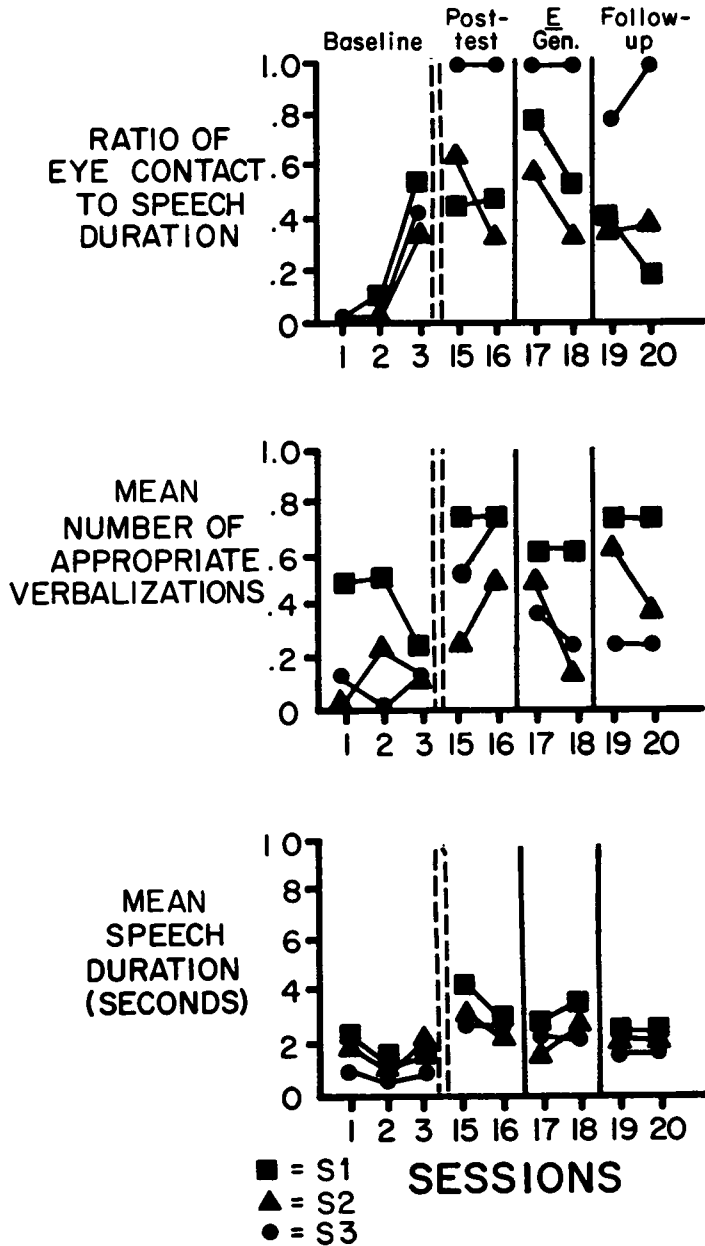 Baseline
Post-
test
E
Gen.
Follow-
up
RATIO OF
EYE CONTACT
TO SPEECH
DURATION
1.0
.8
.6
.4
.2
0
1 2 3 15 16 17 18 19 20
MEAN
NUMBER OF
APPROPRIATE
VERBALIZATIONS
1.0
.8
.6
.4
.2
0
1 2 3 15 16 17 18 19 20
MEAN
SPEECH
DURATION
(SECONDS)
10
8
6
4
2
0
1 2 3 15 16 17 18 19 20
SESSIONS
= S1
= S2
= S3